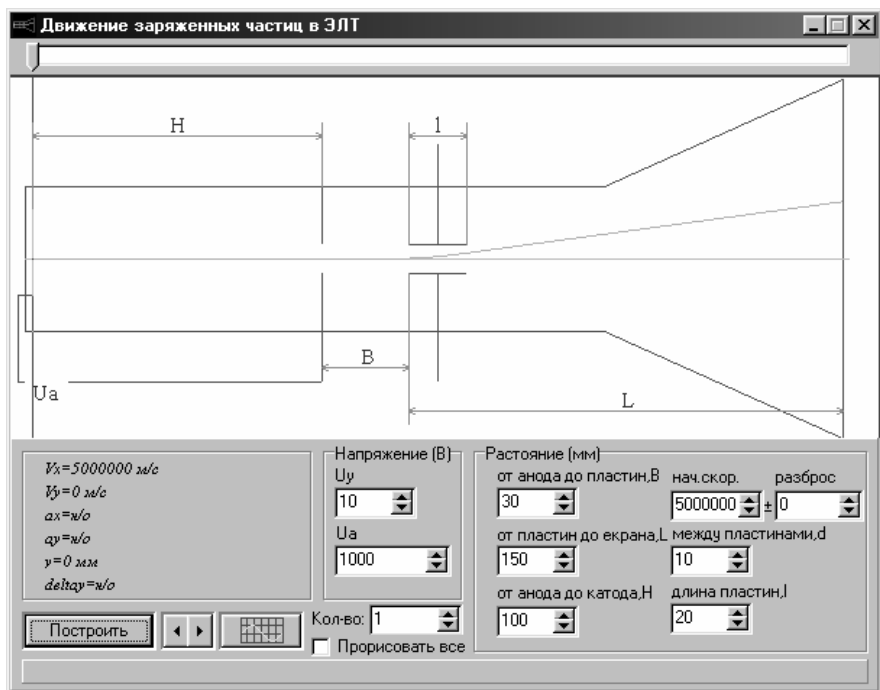 Движение заряженных частиц в ЭЛТ
H
l
B
Ua
L
Vx=5000000 м/с
Vy=0 м/с
ax=н/о
ay=н/о
y=0 мм
deltay=н/о
Напряжение (В)
Uy
10
Ua
1000
Растояние (мм)
от анода до пластин,B
30
нач.скор.
разброс
5000000 ± 0
от пластин до екрана,L
150
между пластинами,d
10
от анода до катода,H
100
длина пластин,l
20
Построить
Кол-во: 1
Прорисовать все